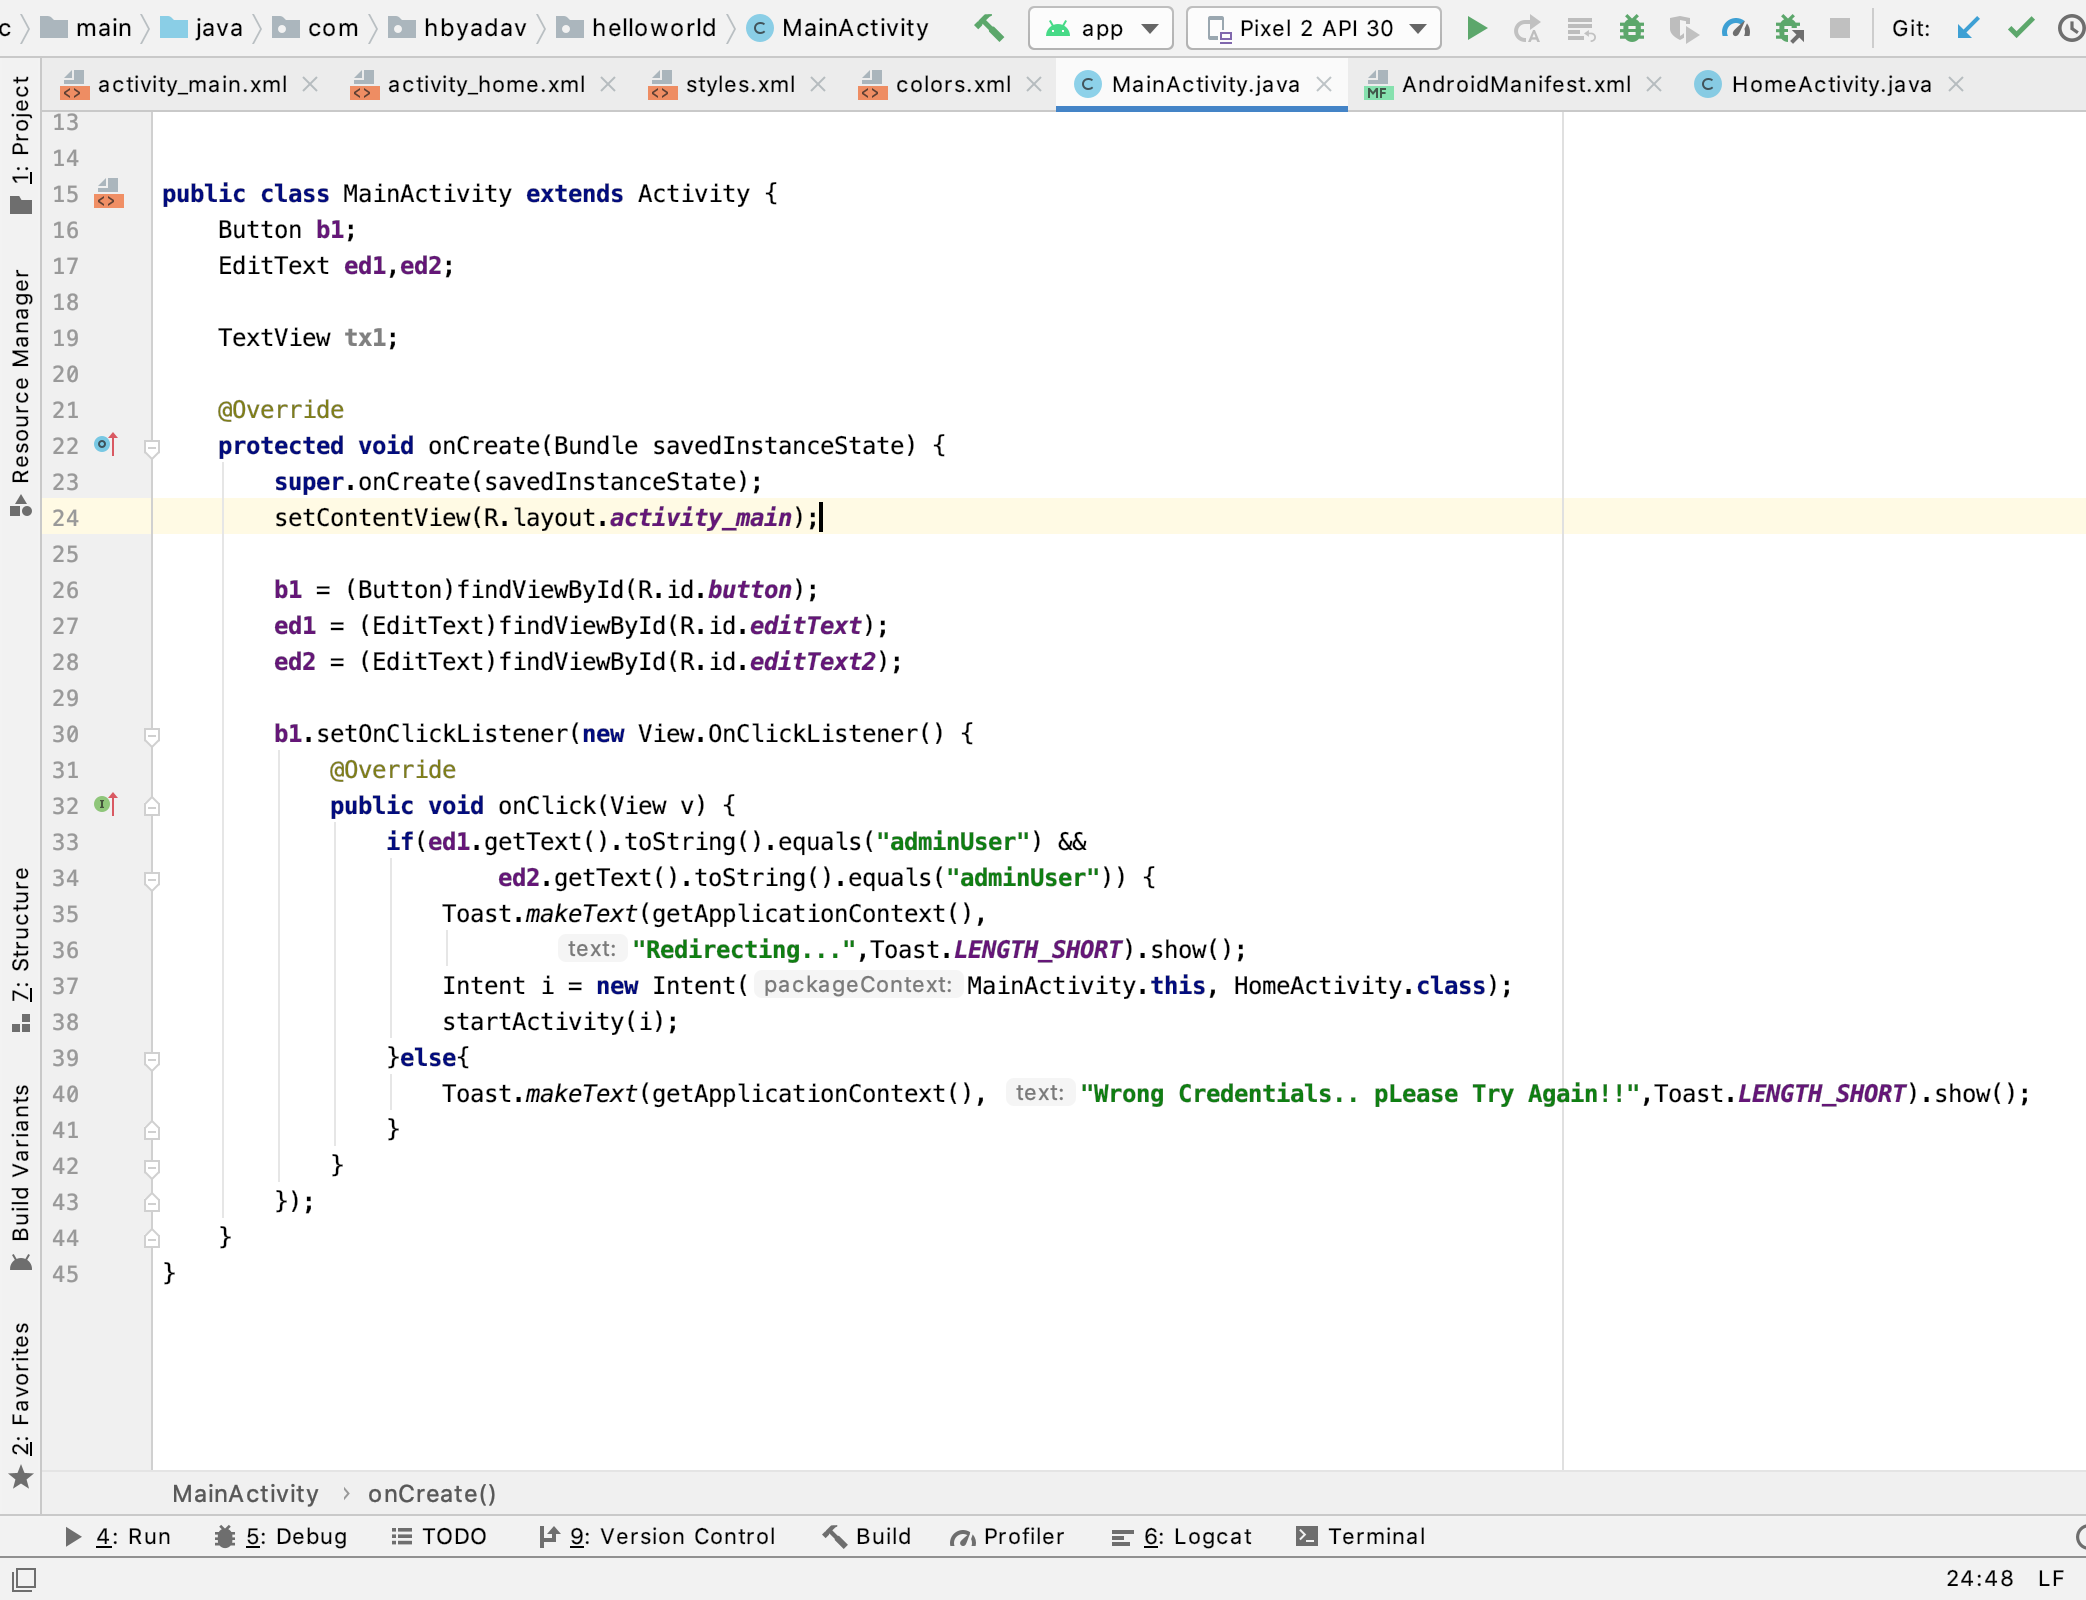 c main java com hbyadav helloworld MainActivity app Pixel 2 API 30 Git:
activity_main.xml activity_home.xml styles.xml colors.xml MainActivity.java AndroidManifest.xml HomeActivity.java
1: Project
Resource Manager
7: Structure
Build Variants
2: Favorites
13
14
15 public class MainActivity extends Activity {
16 Button b1;
17 EditText ed1,ed2;
18
19 TextView tx1;
20
21 @Override
22 protected void onCreate(Bundle savedInstanceState) {
23 super.onCreate(savedInstanceState);
24 setContentView(R.layout.activity_main);
25
26 b1 = (Button)findViewById(R.id.button);
27 ed1 = (EditText)findViewById(R.id.editText);
28 ed2 = (EditText)findViewById(R.id.editText2);
29
30 b1.setOnClickListener(new View.OnClickListener() {
31 @Override
32 public void onClick(View v) {
33 if(ed1.getText().toString().equals("adminUser") &&
34 ed2.getText().toString().equals("adminUser")) {
35 Toast.makeText(getApplicationContext(),
36 text: "Redirecting...",Toast.LENGTH_SHORT).show();
37 Intent i = new Intent( packageContext: MainActivity.this, HomeActivity.class);
38 startActivity(i);
39 }else{
40 Toast.makeText(getApplicationContext(), text: "Wrong Credentials.. pLease Try Again!!",Toast.LENGTH_SHORT).show();
41 }
42 }
43 });
44 }
45 }
MainActivity › onCreate()
4: Run 5: Debug TODO 9: Version Control Build Profiler 6: Logcat Terminal
24:48 LF